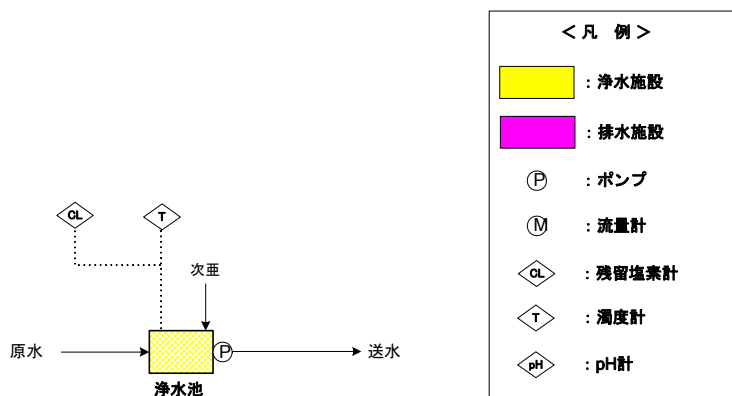 ＜凡 例＞
：浄水施設
：排水施設
P ：ポンプ
M ：流量計
CL ：残留塩素計
T ：濁度計
pH ：pH計
CL T
次亜
原水 P 送水
浄水池